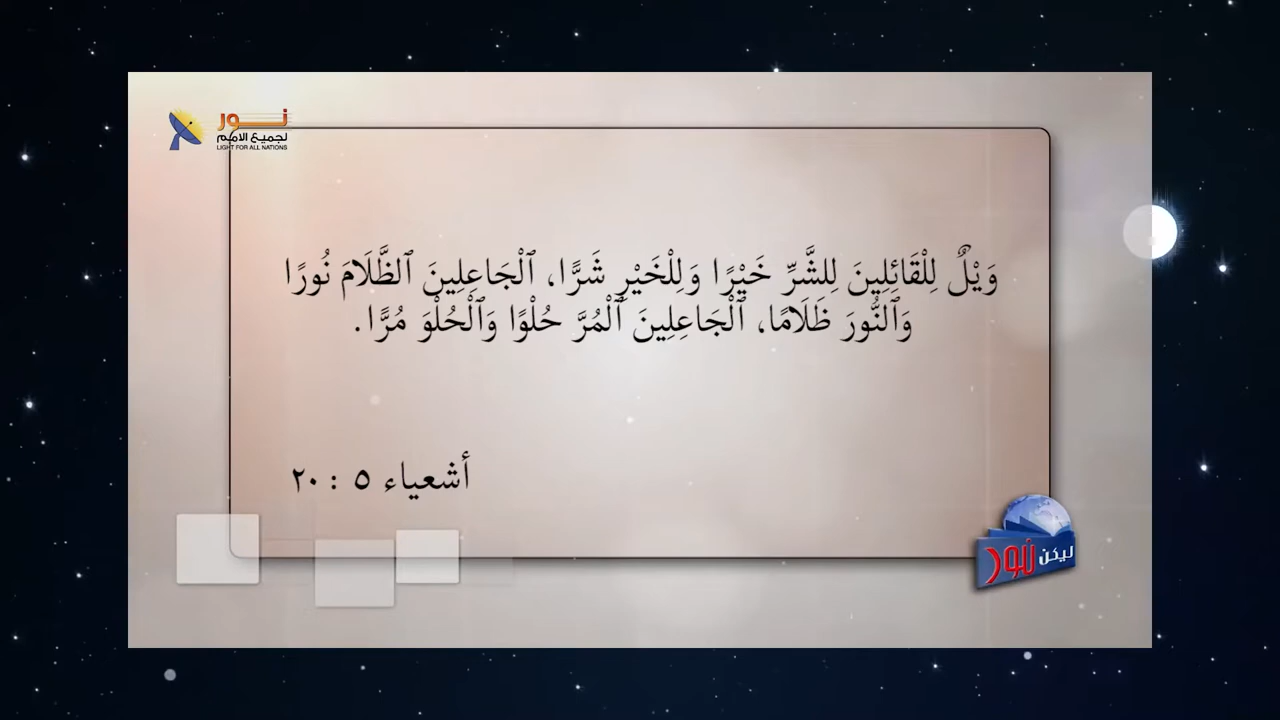 نـــور
لجميع الامم
LIGHT FOR ALL NATIONS
وَيْلٌ لِلْقَائِلِينَ لِلشَّرِّ خَيْرًا وَلِلْخَيْرِ شَرًّا، ٱلْجَاعِلِينَ ٱلظَّلَامَ نُورًا
وَٱلنُّورَ ظَلَامًا، ٱلْجَاعِلِينَ ٱلْمُرَّ حُلْوًا وَٱلْحُلْوَ مُرًّا.
أشعياء ٥ : ٢٠
ليكن نور